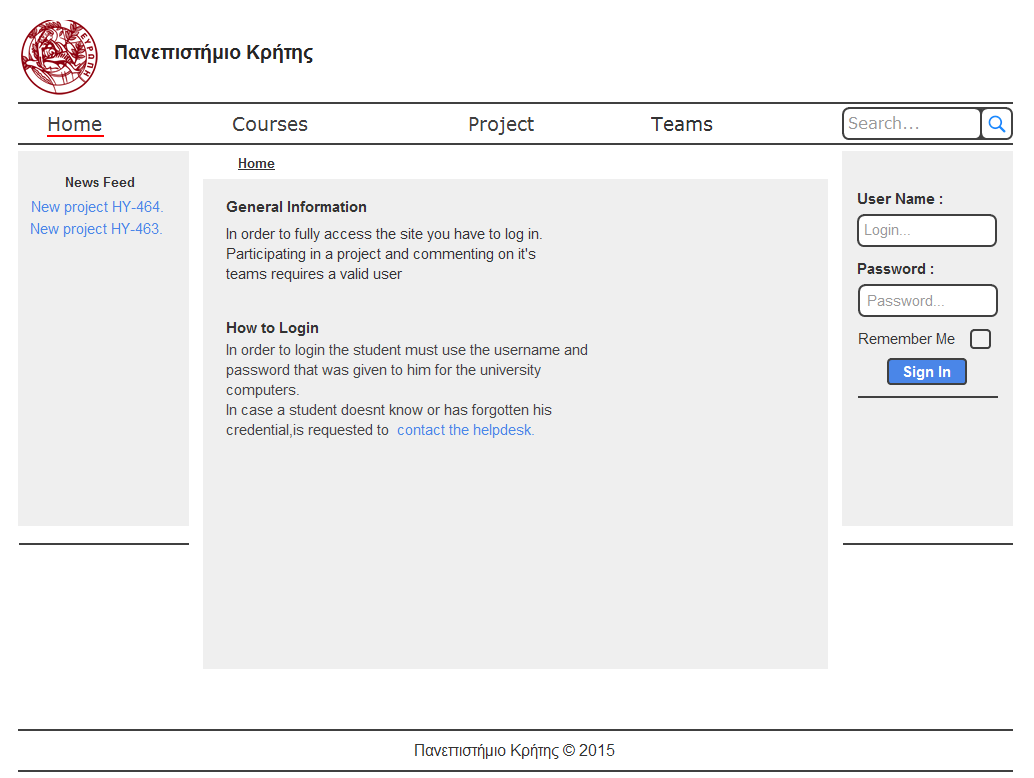 ΕΥΡΩΠΗ
Πανεπιστήμιο Κρήτης
Home
Courses
Project
Teams
Search...
News Feed
New project HY-464.
New project HY-463.
Home
General Information
In order to fully access the site you have to log in.
Participating in a project and commenting on it's
teams requires a valid user
How to Login
In order to login the student must use the username and
password that was given to him for the university
computers.
In case a student doesnt know or has forgotten his
credential,is requested to contact the helpdesk.
User Name :
Login...
Password :
Password...
Remember Me
Sign In
Πανεπιστήμιο Κρήτης © 2015